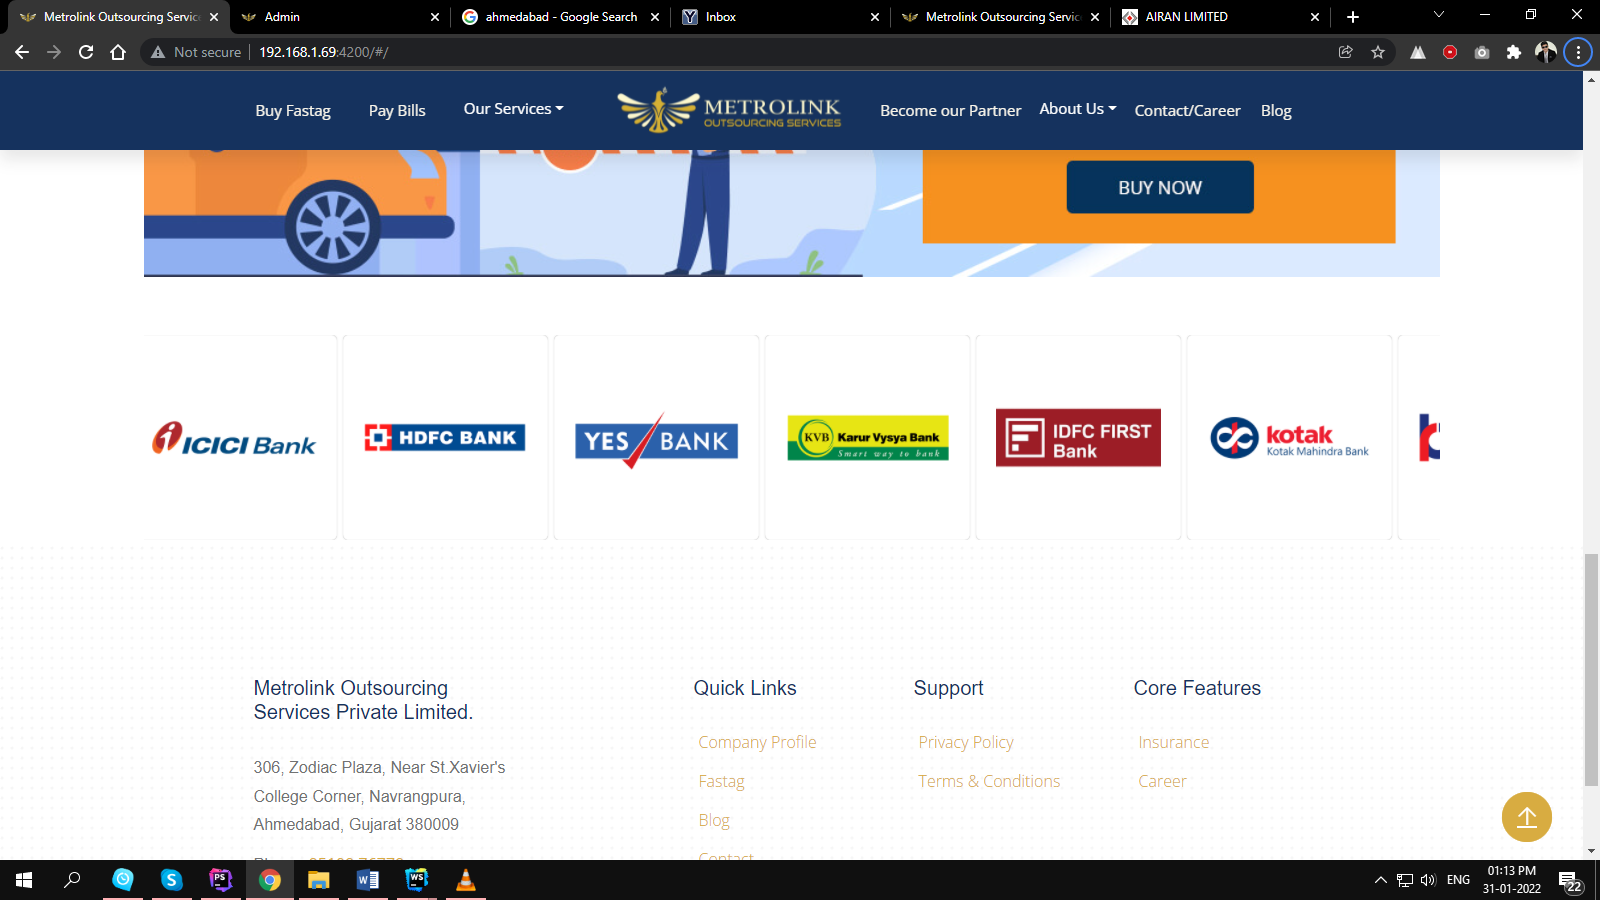 Metrolink Outsourcing Servic
Admin
ahmedabad - Google Search
Inbox
Metrolink Outsourcing Servic
AIRAN LIMITED
Not secure
192.168.1.69:4200/#/
Buy Fastag
Pay Bills
Our Services
METROLINK
OUTSOURCING SERVICES
Become our Partner
About Us
Contact/Career
Blog
BUY NOW
ICICI Bank
HDFC BANK
YES BANK
KVB
Karur Vysya Bank
Smart way to bank
IDFC FIRST
Bank
kotak
Kotak Mahindra Bank
Metrolink Outsourcing
Services Private Limited.
306, Zodiac Plaza, Near St.Xavier's
College Corner, Navrangpura,
Ahmedabad, Gujarat 380009
Quick Links
Company Profile
Fastag
Blog
Contact
Support
Privacy Policy
Terms & Conditions
Core Features
Insurance
Career
PS
WS
ENG
01:13 PM
31-01-2022
22